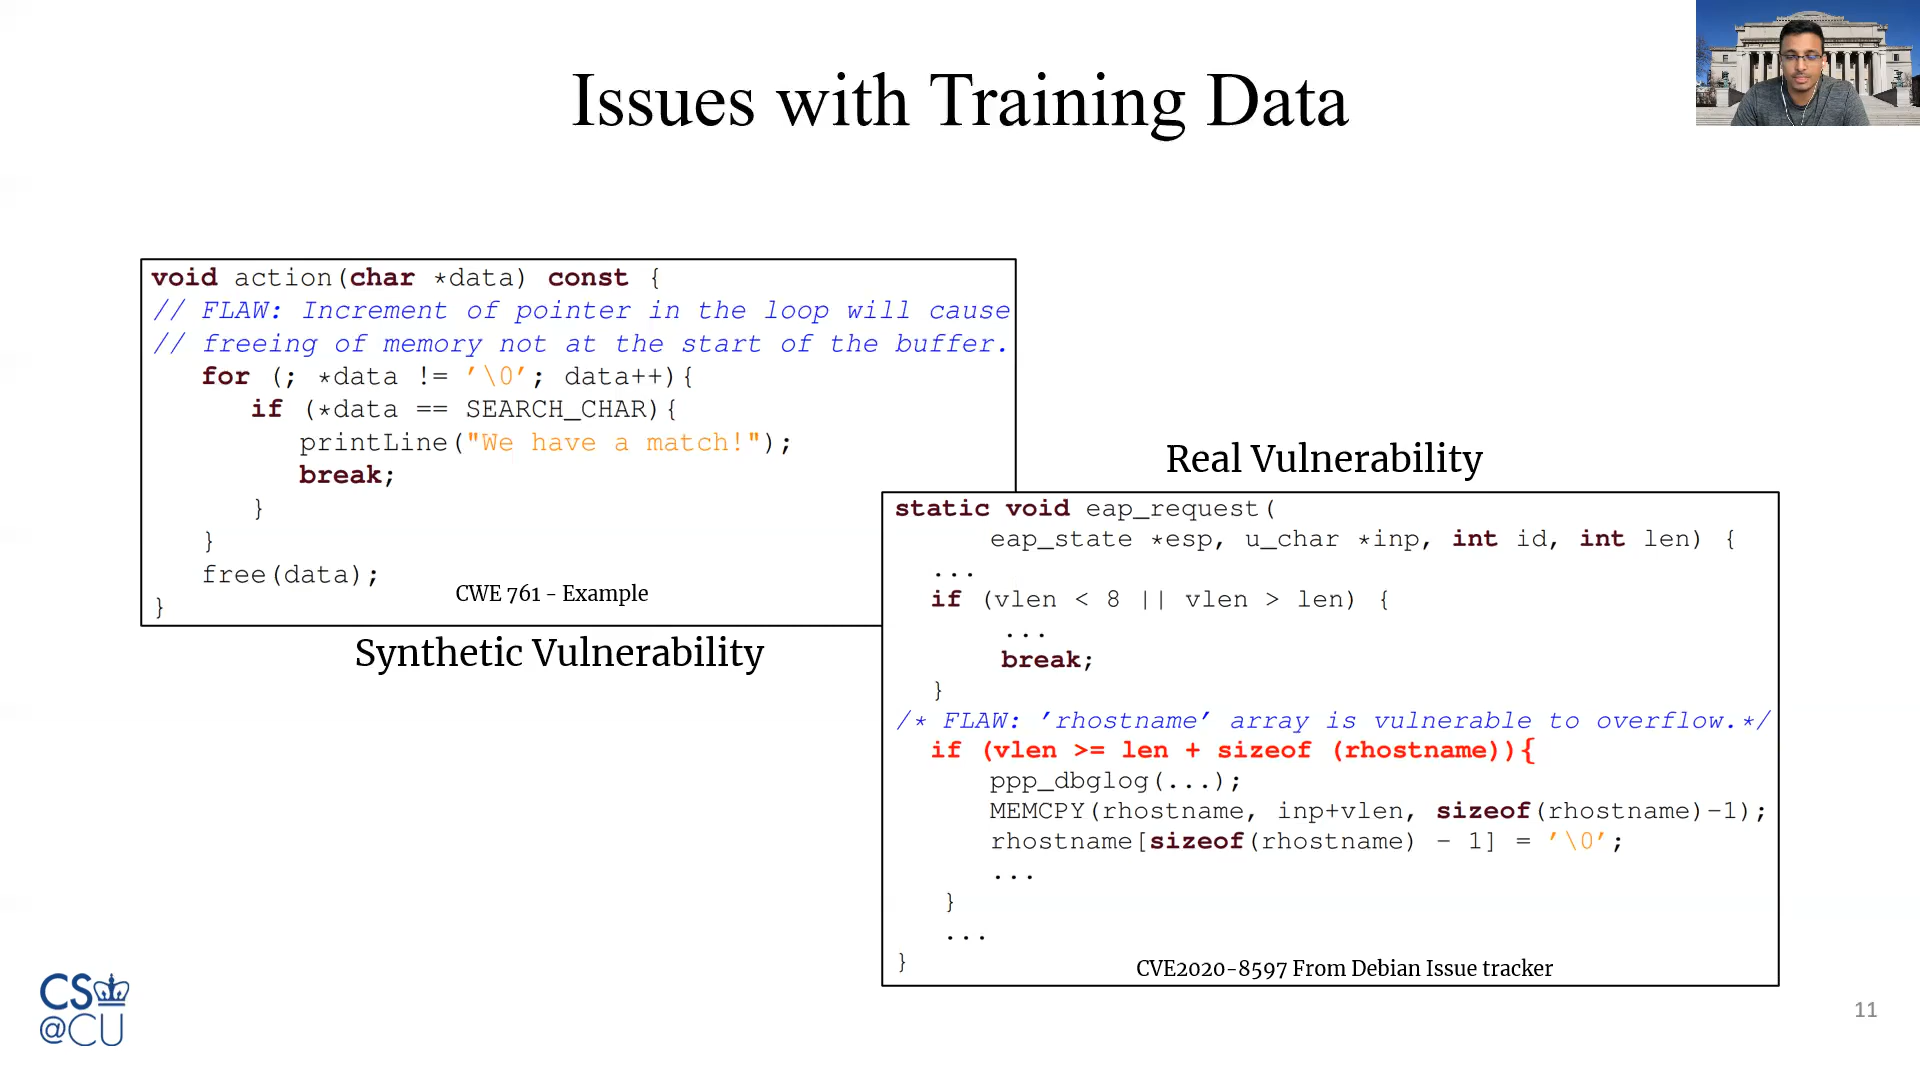 Issues with Training Data
void action(char *data) const {
// FLAW: Increment of pointer in the loop will cause
// freeing of memory not at the start of the buffer.
for (; *data != '\0'; data++){
if (*data == SEARCH_CHAR){
printLine("We have a match!");
break;
}
}
free(data);
CWE 761 - Example
}
Synthetic Vulnerability
Real Vulnerability
static void eap_request(
eap_state *esp, u_char *inp, int id, int len) {
...
if (vlen < 8 || vlen > len) {
...
break;
}
/* FLAW: 'rhostname' array is vulnerable to overflow.*/
if (vlen >= len + sizeof (rhostname)){
ppp_dbglog(...);
MEMCPY(rhostname, inp+vlen, sizeof(rhostname)-1);
rhostname[sizeof(rhostname) - 1] = '\0';
...
}
...
}
CVE2020-8597 From Debian Issue tracker
CS
@CU
11